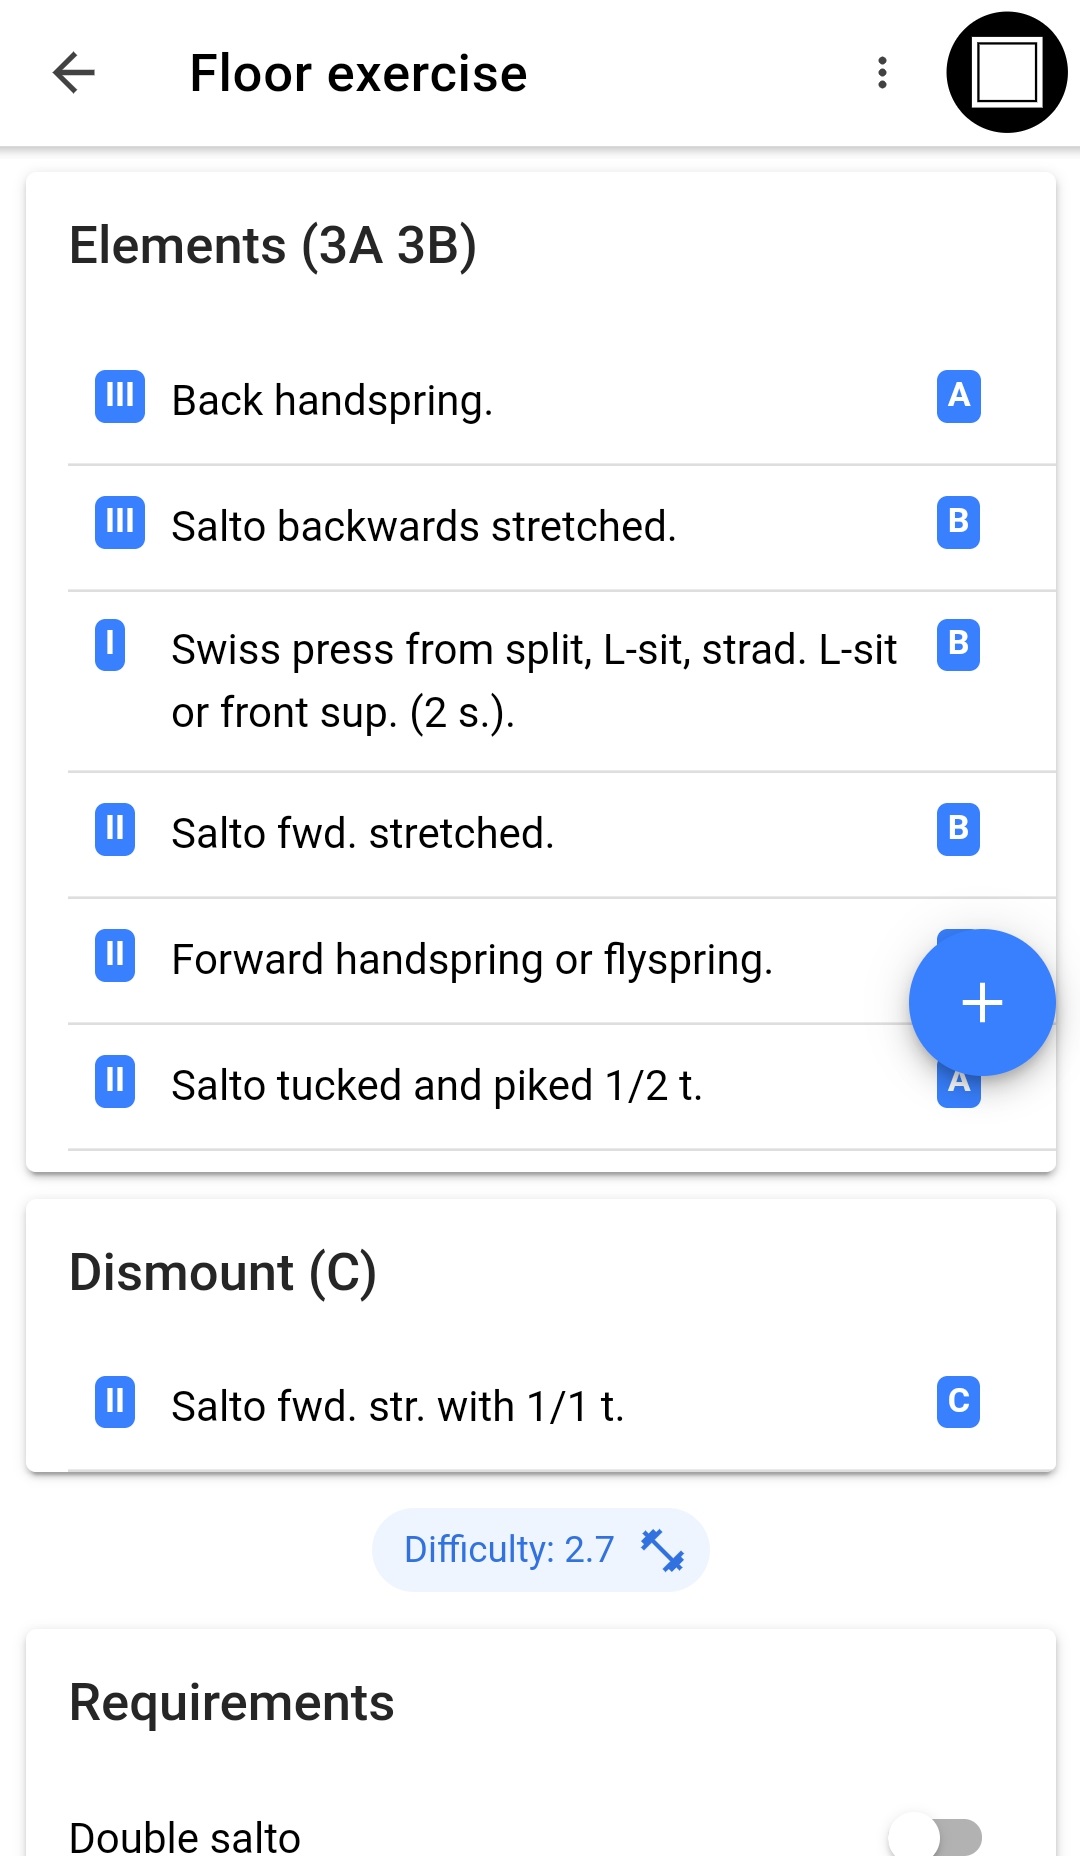 Floor exercise
Elements (3A 3B)
III Back handspring. A
III Salto backwards stretched. B
I Swiss press from split, L-sit, strad. L-sit B
or front sup. (2 s.).
II Salto fwd. stretched. B
II Forward handspring or flyspring.
II Salto tucked and piked 1/2 t. A
Dismount (C)
II Salto fwd. str. with 1/1 t. C
Difficulty: 2.7
Requirements
Double salto